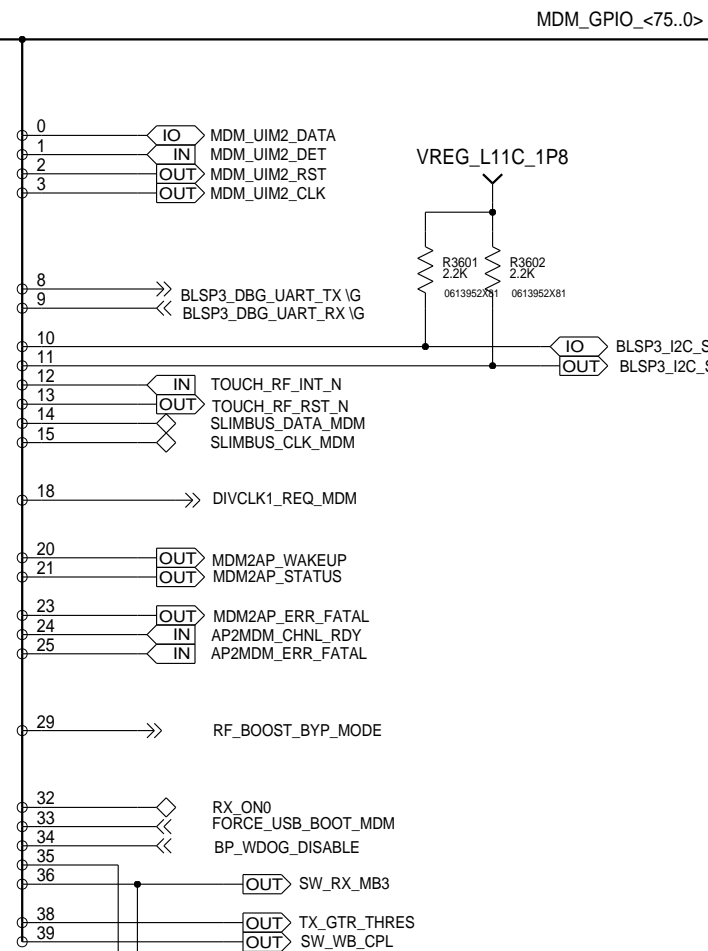 MDM_GPIO_<75..0>
0 IO MDM_UIM2_DATA
1 IN MDM_UIM2_DET
2 OUT MDM_UIM2_RST
3 OUT MDM_UIM2_CLK
VREG_L11C_1P8
R3601
2.2K
0613952X81
R3602
2.2K
0613952X81
8 BLSP3_DBG_UART_TX \G
9 BLSP3_DBG_UART_RX \G
10 IO BLSP3_I2C_S
11 OUT BLSP3_I2C_S
12 IN TOUCH_RF_INT_N
13 OUT TOUCH_RF_RST_N
14 SLIMBUS_DATA_MDM
15 SLIMBUS_CLK_MDM
18 DIVCLK1_REQ_MDM
20 OUT MDM2AP_WAKEUP
21 OUT MDM2AP_STATUS
23 OUT MDM2AP_ERR_FATAL
24 IN AP2MDM_CHNL_RDY
25 IN AP2MDM_ERR_FATAL
29 RF_BOOST_BYP_MODE
32 RX_ON0
33 FORCE_USB_BOOT_MDM
34 BP_WDOG_DISABLE
35
36 OUT SW_RX_MB3
38 OUT TX_GTR_THRES
39 OUT SW_WB_CPL